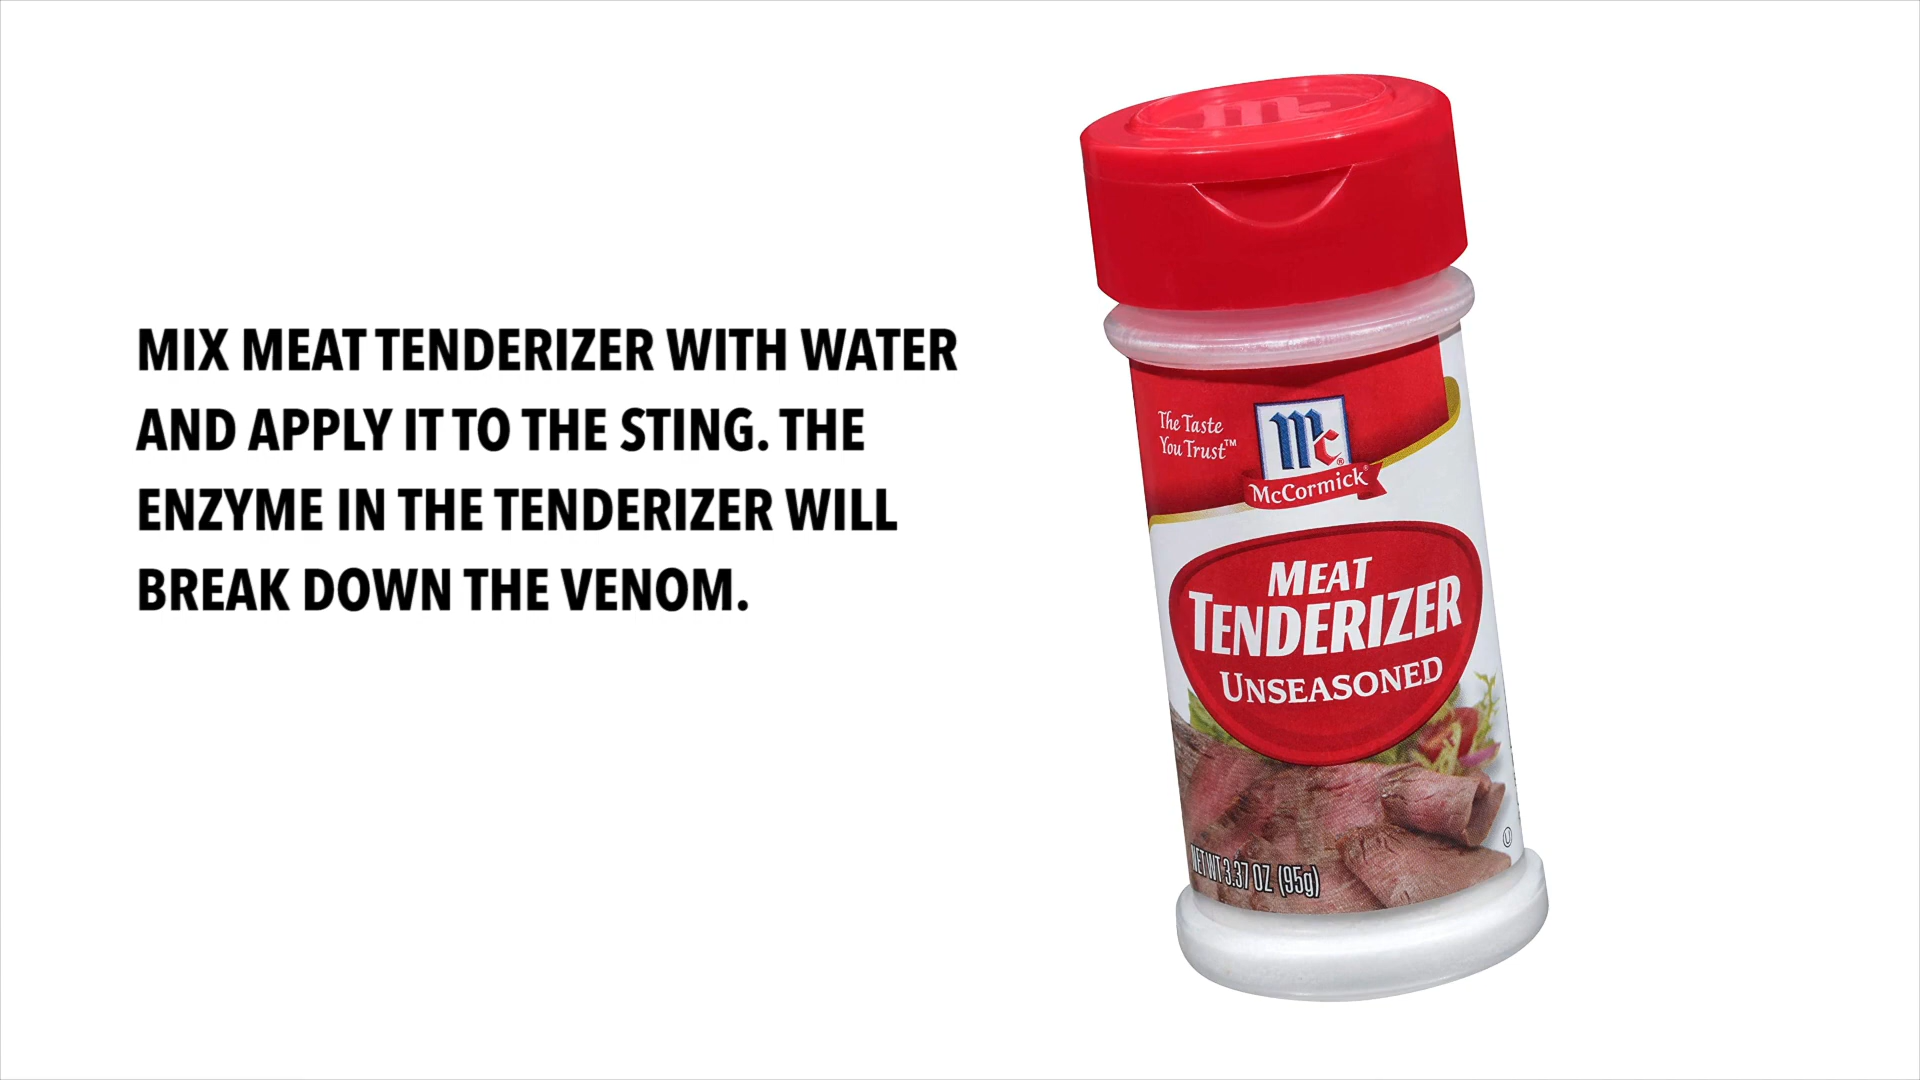 MIX MEAT TENDERIZER WITH WATER
AND APPLY IT TO THE STING. THE
ENZYME IN THE TENDERIZER WILL
BREAK DOWN THE VENOM.
The Taste
You Trust™
Mc
McCormick®
MEAT
TENDERIZER
UNSEASONED
NET WT 3.37 OZ (95g)